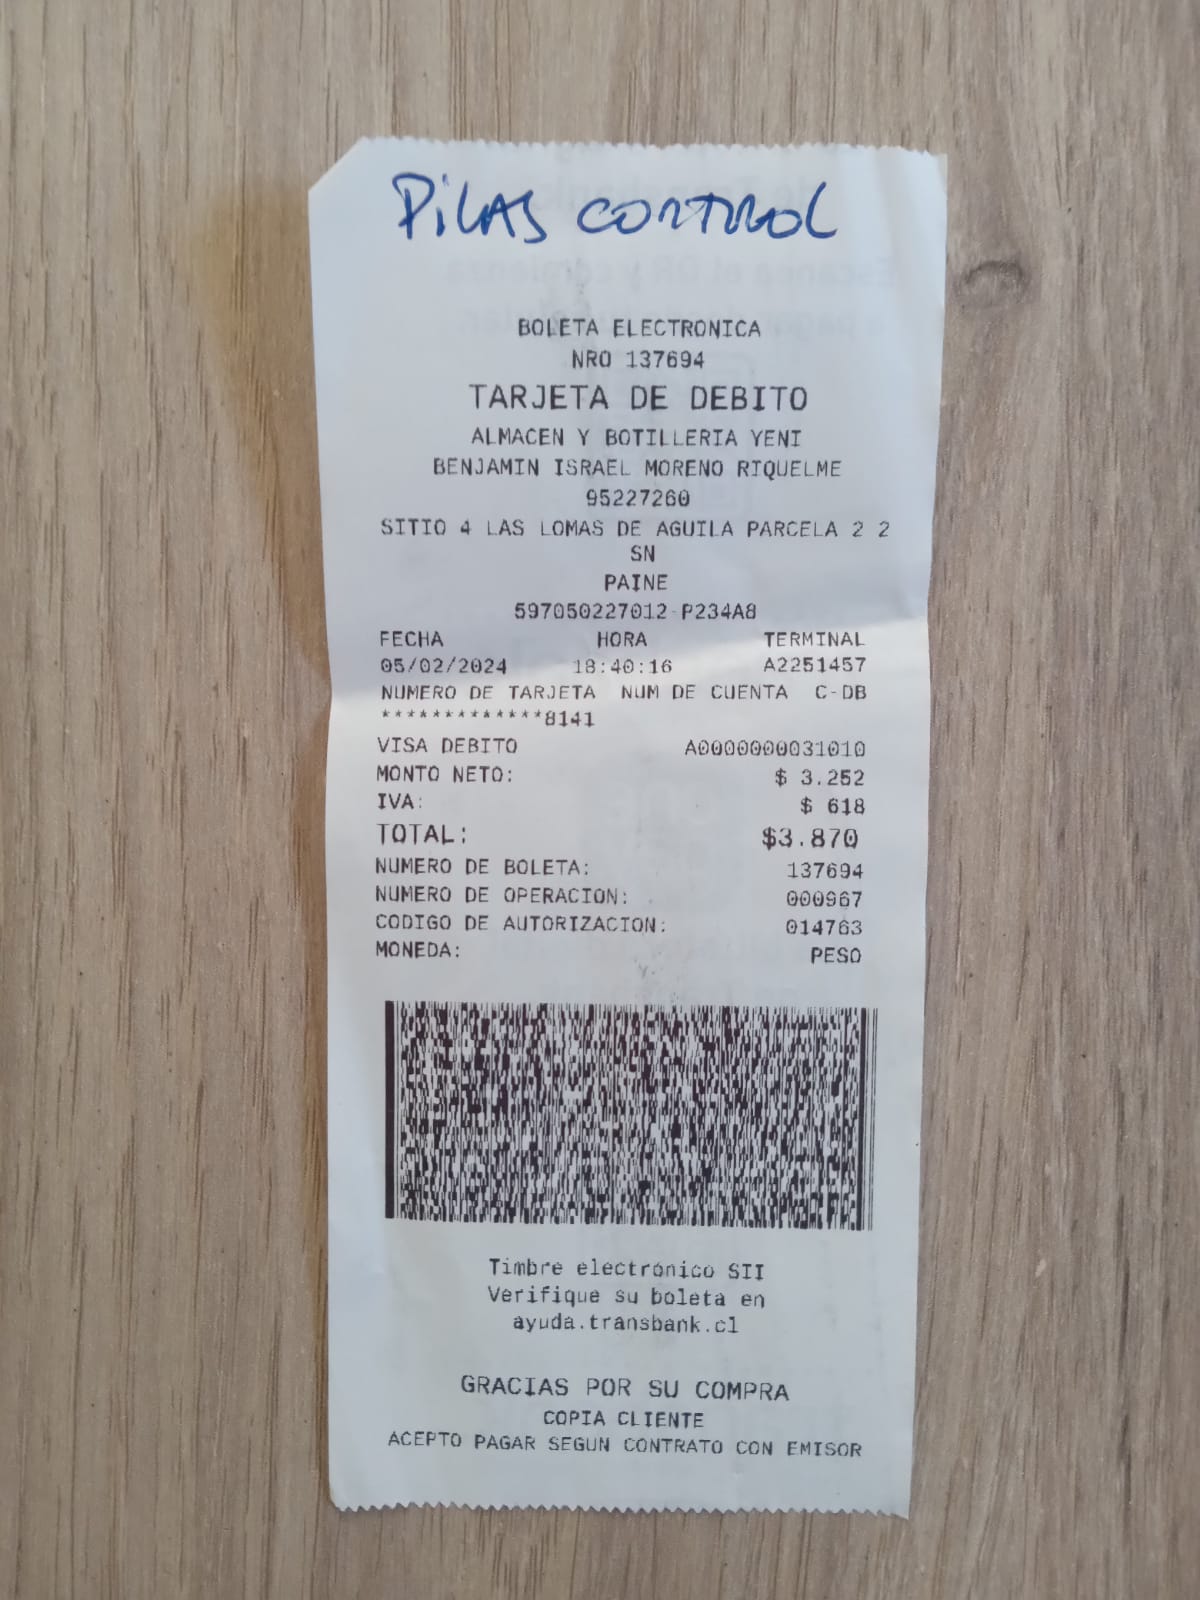 PILAS CONTROL
BOLETA ELECTRONICA
NRO 137694
TARJETA DE DEBITO
ALMACEN Y BOTILLERIA YENI
BENJAMIN ISRAEL MORENO RIQUELME
95227260
SITIO 4 LAS LOMAS DE AGUILA PARCELA 2 2
SN
PAINE
597050227012-P234A8
FECHA HORA TERMINAL
05/02/2024 18:40:16 A2251457
NUMERO DE TARJETA NUM DE CUENTA C-DB
*************8141
VISA DEBITO A0000000031010
MONTO NETO: $ 3.252
IVA: $ 618
TOTAL: $3.870
NUMERO DE BOLETA: 137694
NUMERO DE OPERACION: 000967
CODIGO DE AUTORIZACION: 014763
MONEDA: PESO
Timbre electrónico SII
Verifique su boleta en
ayuda.transbank.cl
GRACIAS POR SU COMPRA
COPIA CLIENTE
ACEPTO PAGAR SEGUN CONTRATO CON EMISOR